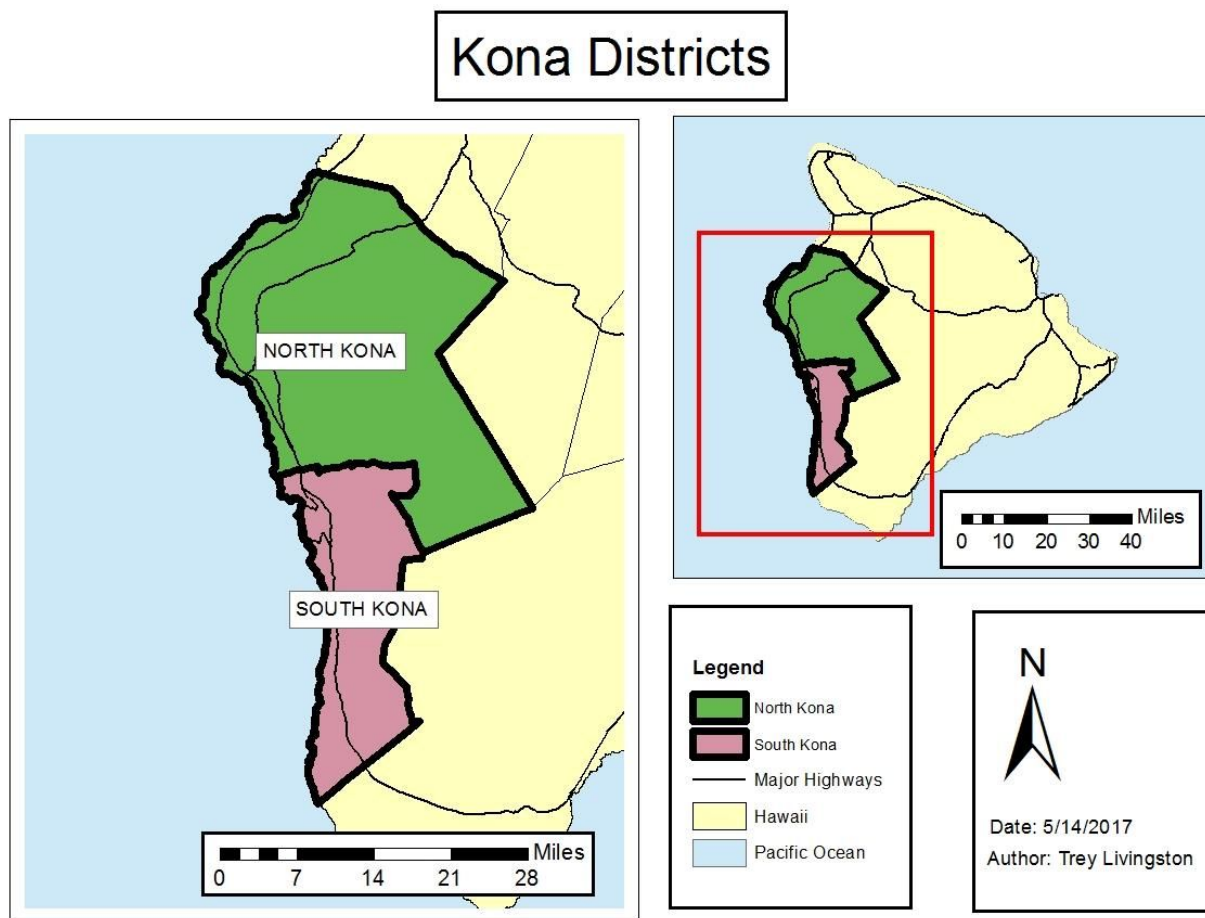 Kona Districts
NORTH KONA
SOUTH KONA
Miles
0 7 14 21 28
Miles
0 10 20 30 40
Legend
North Kona
South Kona
Major Highways
Hawaii
Pacific Ocean
N
Date: 5/14/2017
Author: Trey Livingston